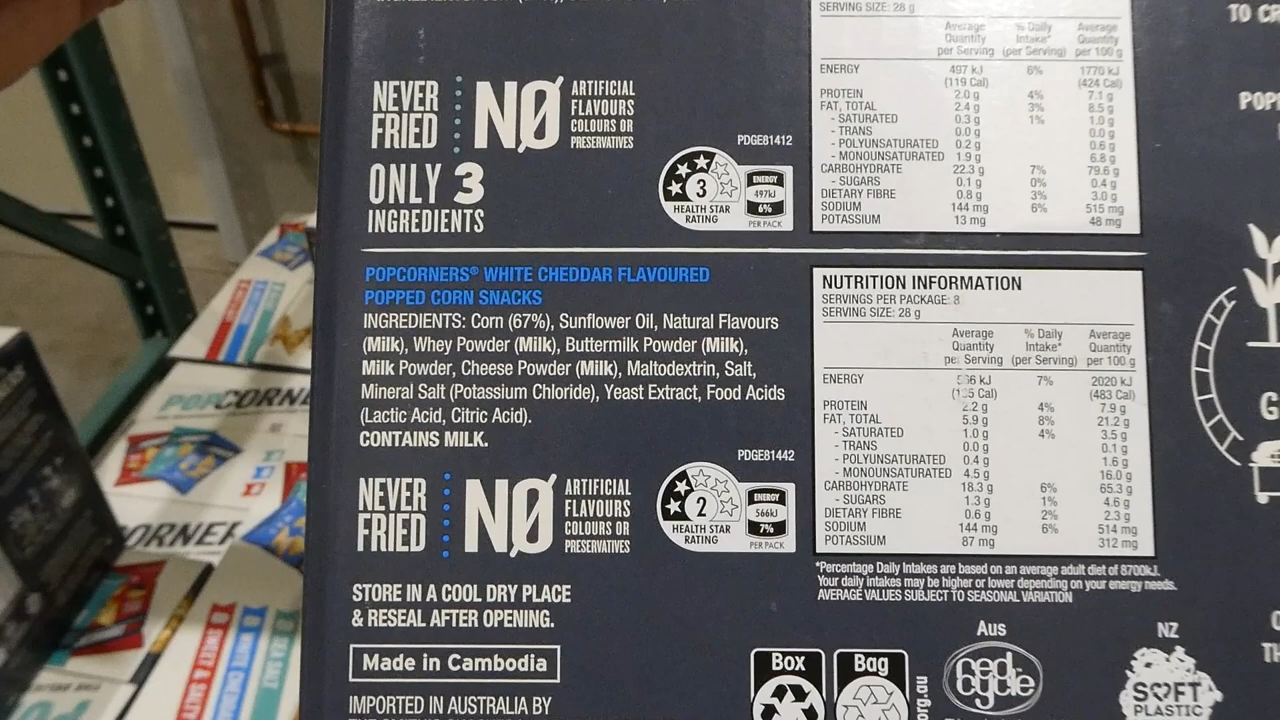 SERVING SIZE: 28 g
Average Quantity per Serving % Daily Intake* (per Serving) Average Quantity per 100 g
ENERGY 497 kJ 6% 1770 kJ
(119 Cal) (424 Cal)
PROTEIN 2.0 g 4% 7.1 g
FAT, TOTAL 2.4 g 3% 8.5 g
- SATURATED 0.3 g 1% 1.0 g
- TRANS 0.0 g 0.0 g
- POLYUNSATURATED 0.2 g 0.6 g
- MONOUNSATURATED 1.9 g 6.8 g
CARBOHYDRATE 22.3 g 7% 79.6 g
- SUGARS 0.1 g 0% 0.4 g
DIETARY FIBRE 0.8 g 3% 3.0 g
SODIUM 144 mg 6% 515 mg
POTASSIUM 13 mg 48 mg
NEVER
FRIED
NO
ARTIFICIAL
FLAVOURS
COLOURS OR
PRESERVATIVES
ONLY 3
INGREDIENTS
PDGE81412
3
HEALTH STAR
RATING
ENERGY
497kJ
6%
PER PACK
POPCORNERS® WHITE CHEDDAR FLAVOURED
POPPED CORN SNACKS
INGREDIENTS: Corn (67%), Sunflower Oil, Natural Flavours
(Milk), Whey Powder (Milk), Buttermilk Powder (Milk),
Milk Powder, Cheese Powder (Milk), Maltodextrin, Salt,
Mineral Salt (Potassium Chloride), Yeast Extract, Food Acids
(Lactic Acid, Citric Acid).
CONTAINS MILK.
NEVER
FRIED
NO
ARTIFICIAL
FLAVOURS
COLOURS OR
PRESERVATIVES
PDGE81442
2
HEALTH STAR
RATING
ENERGY
566kJ
7%
PER PACK
NUTRITION INFORMATION
SERVINGS PER PACKAGE: 8
SERVING SIZE: 28 g
Average Quantity per Serving % Daily Intake* (per Serving) Average Quantity per 100 g
ENERGY 566 kJ 7% 2020 kJ
(135 Cal) (483 Cal)
PROTEIN 2.2 g 4% 7.9 g
FAT, TOTAL 5.9 g 8% 21.2 g
- SATURATED 1.0 g 4% 3.5 g
- TRANS 0.0 g 0.1 g
- POLYUNSATURATED 0.4 g 1.6 g
- MONOUNSATURATED 4.5 g 16.0 g
CARBOHYDRATE 18.3 g 6% 65.3 g
- SUGARS 1.3 g 1% 4.6 g
DIETARY FIBRE 0.6 g 2% 2.3 g
SODIUM 144 mg 6% 514 mg
POTASSIUM 87 mg 312 mg
*Percentage Daily Intakes are based on an average adult diet of 8700kJ.
Your daily intakes may be higher or lower depending on your energy needs.
AVERAGE VALUES SUBJECT TO SEASONAL VARIATION
STORE IN A COOL DRY PLACE
& RESEAL AFTER OPENING.
Made in Cambodia
IMPORTED IN AUSTRALIA BY
Box
Bag
org.au
Aus
red cycle
NZ
SOFT
PLASTIC
TO
POPCORN
ORNER
SWEET & SALTY
SEA SALT